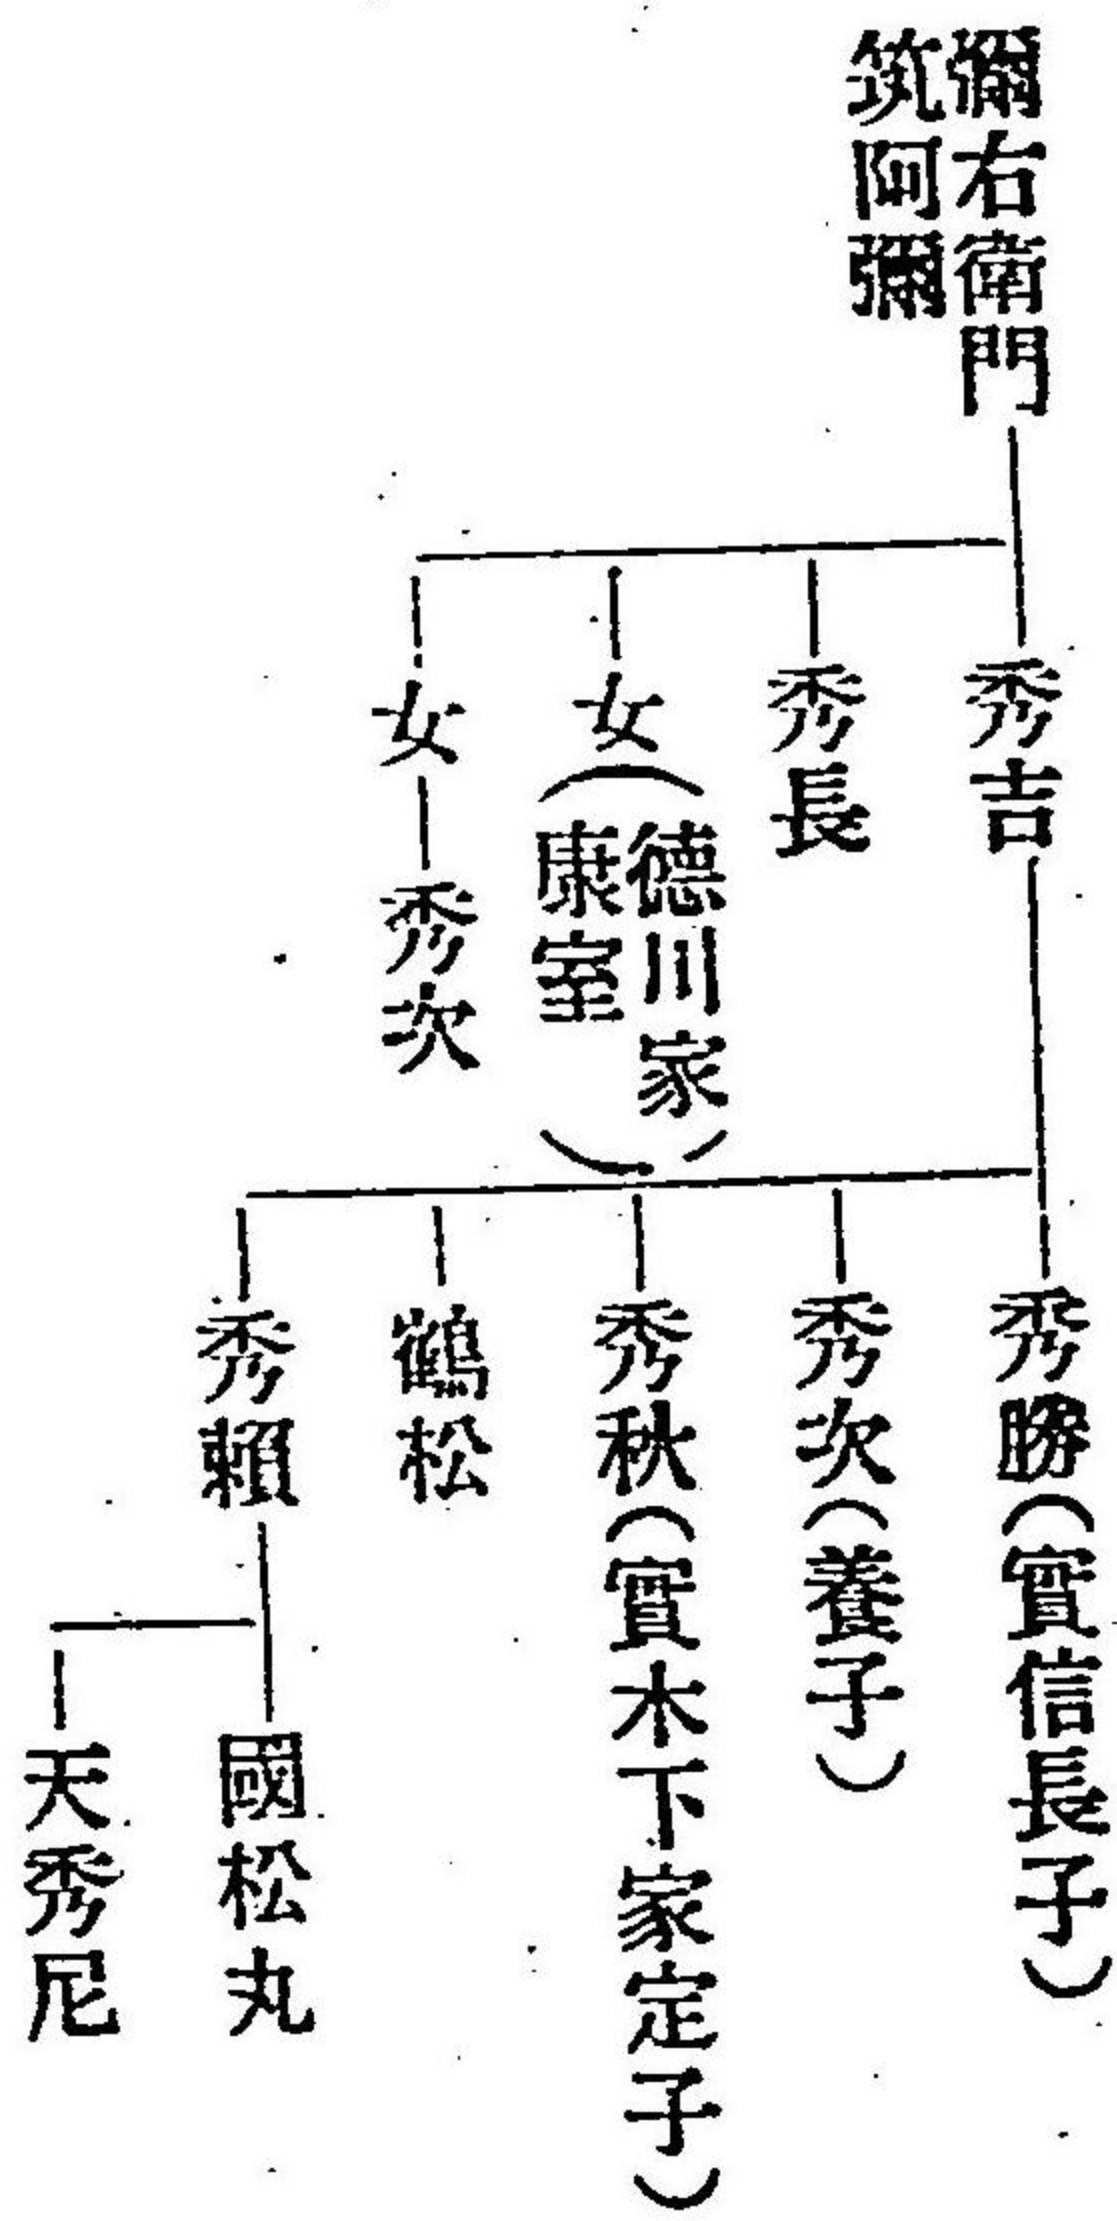 彌右衛門
筑阿彌
秀吉
秀長
女(德川家
康室)
女
秀次
秀勝(實信長子)
秀次(養子)
秀秋(實木下家定子)
鶴松
秀賴
國松丸
天秀尼